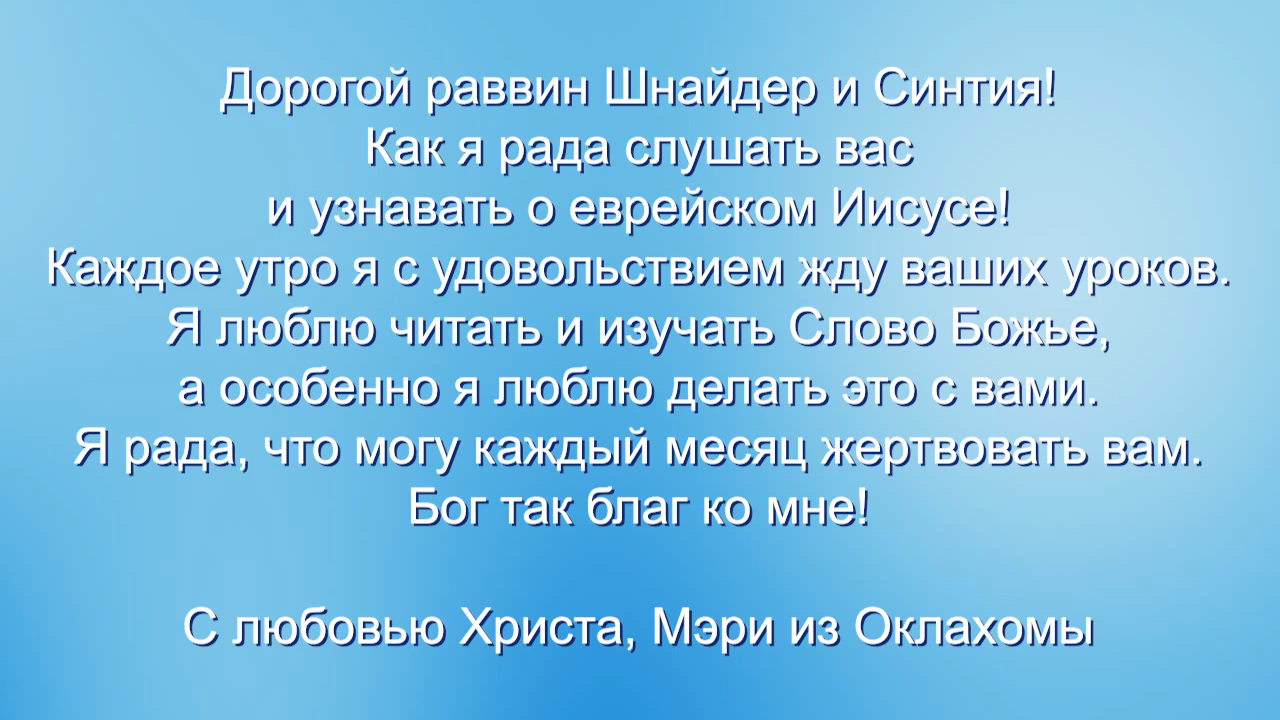 Дорогой раввин Шнайдер и Синтия!
Как я рада слушать вас
и узнавать о еврейском Иисусе!
Каждое утро я с удовольствием жду ваших уроков.
Я люблю читать и изучать Слово Божье,
а особенно я люблю делать это с вами.
Я рада, что могу каждый месяц жертвовать вам.
Бог так благ ко мне!
С любовью Христа, Мэри из Оклахомы